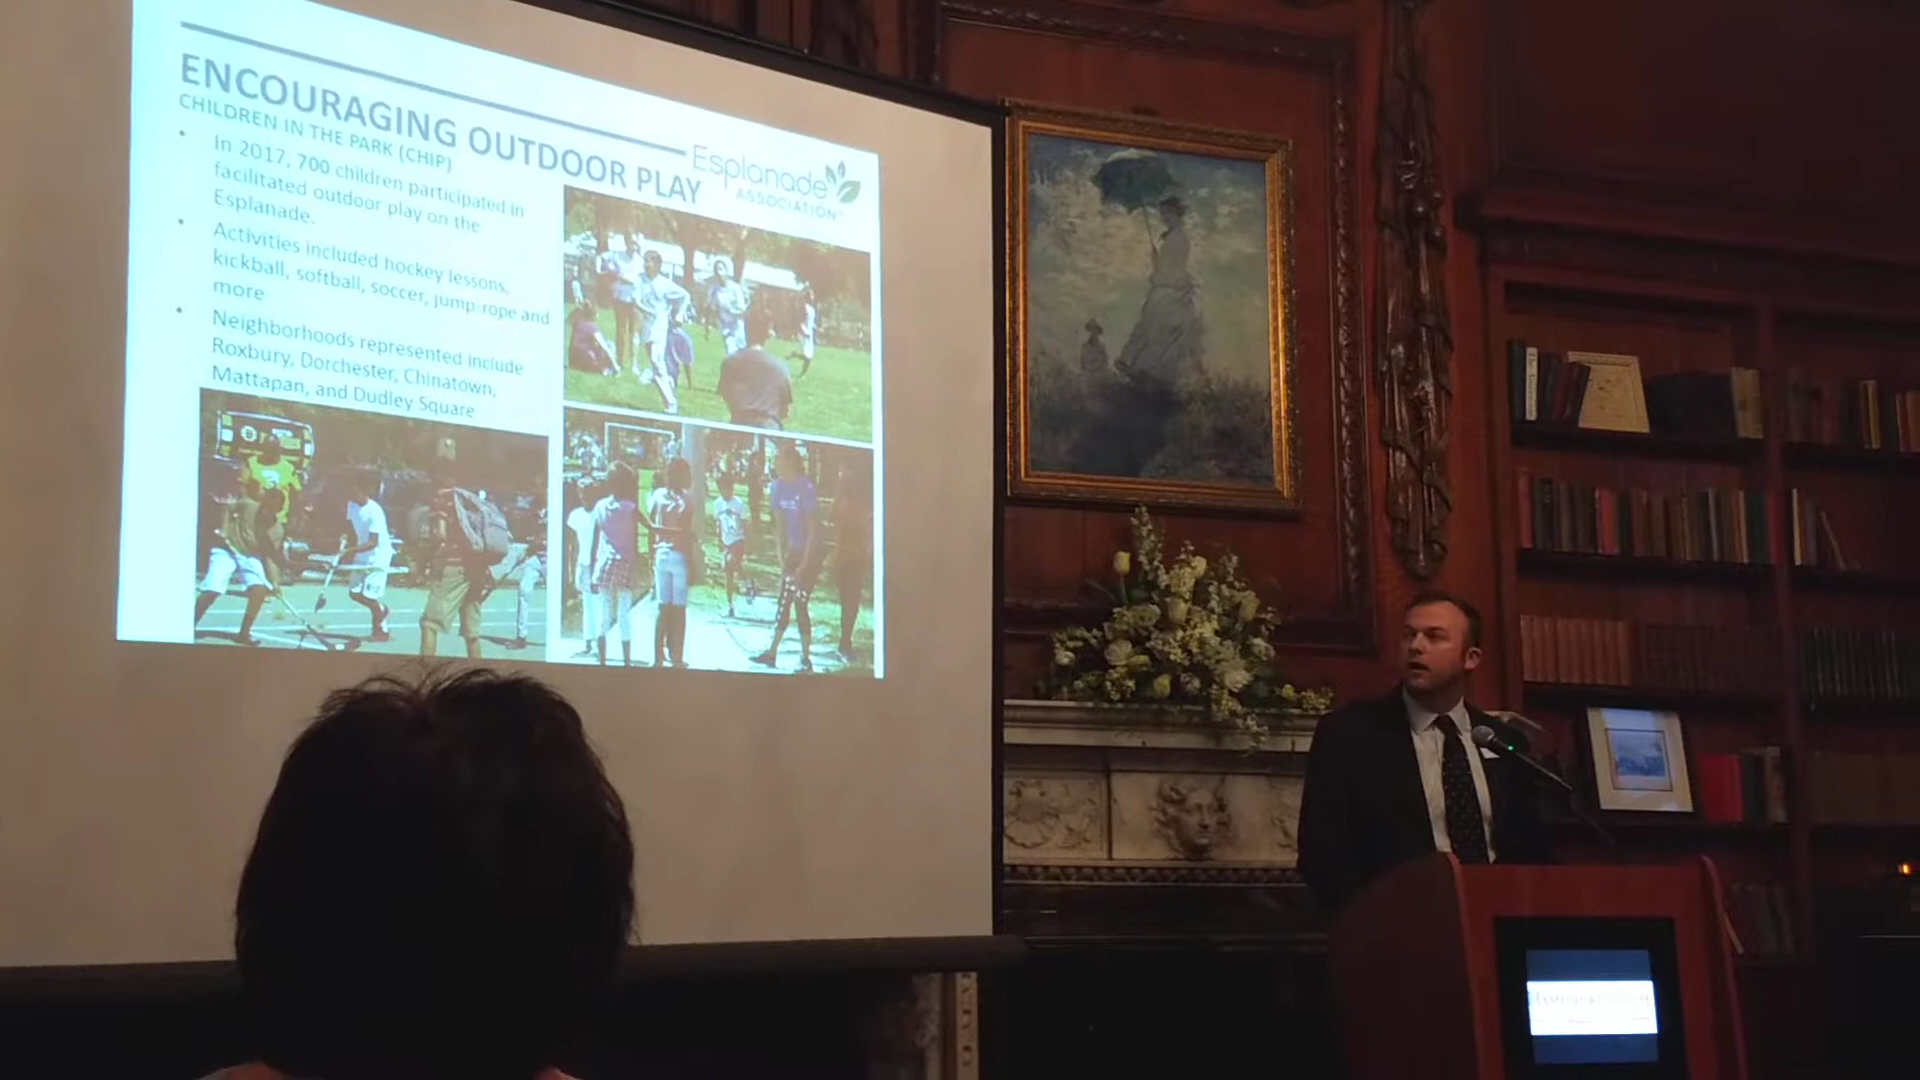 ENCOURAGING OUTDOOR PLAY
CHILDREN IN THE PARK (CHIP)
Esplanade
ASSOCIATION
• In 2017, 700 children participated in
facilitated outdoor play on the
Esplanade.
• Activities included hockey lessons,
kickball, softball, soccer, jump-rope and
more
• Neighborhoods represented include
Roxbury, Dorchester, Chinatown,
Mattapan, and Dudley Square